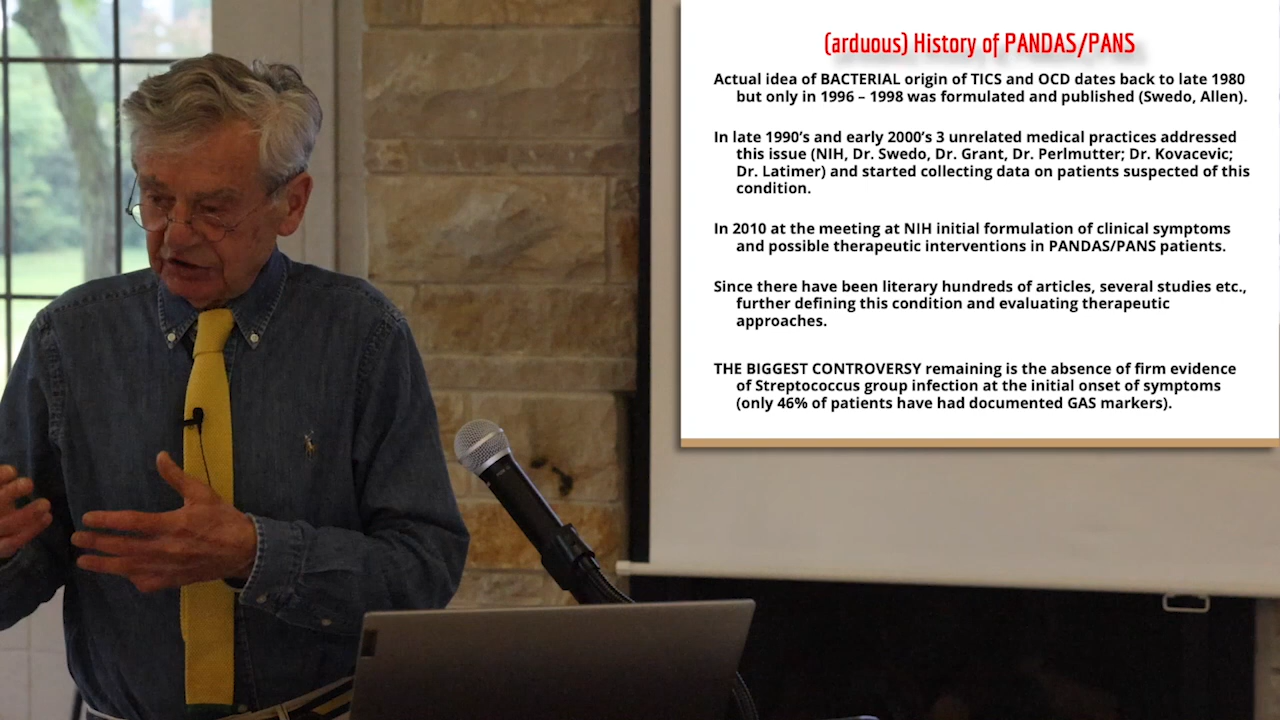 (arduous) History of PANDAS/PANS
Actual idea of BACTERIAL origin of TICS and OCD dates back to late 1980
but only in 1996 – 1998 was formulated and published (Swedo, Allen).
In late 1990’s and early 2000’s 3 unrelated medical practices addressed
this issue (NIH, Dr. Swedo, Dr. Grant, Dr. Perlmutter; Dr. Kovacevic;
Dr. Latimer) and started collecting data on patients suspected of this
condition.
In 2010 at the meeting at NIH initial formulation of clinical symptoms
and possible therapeutic interventions in PANDAS/PANS patients.
Since there have been literary hundreds of articles, several studies etc.,
further defining this condition and evaluating therapeutic
approaches.
THE BIGGEST CONTROVERSY remaining is the absence of firm evidence
of Streptococcus group infection at the initial onset of symptoms
(only 46% of patients have had documented GAS markers).